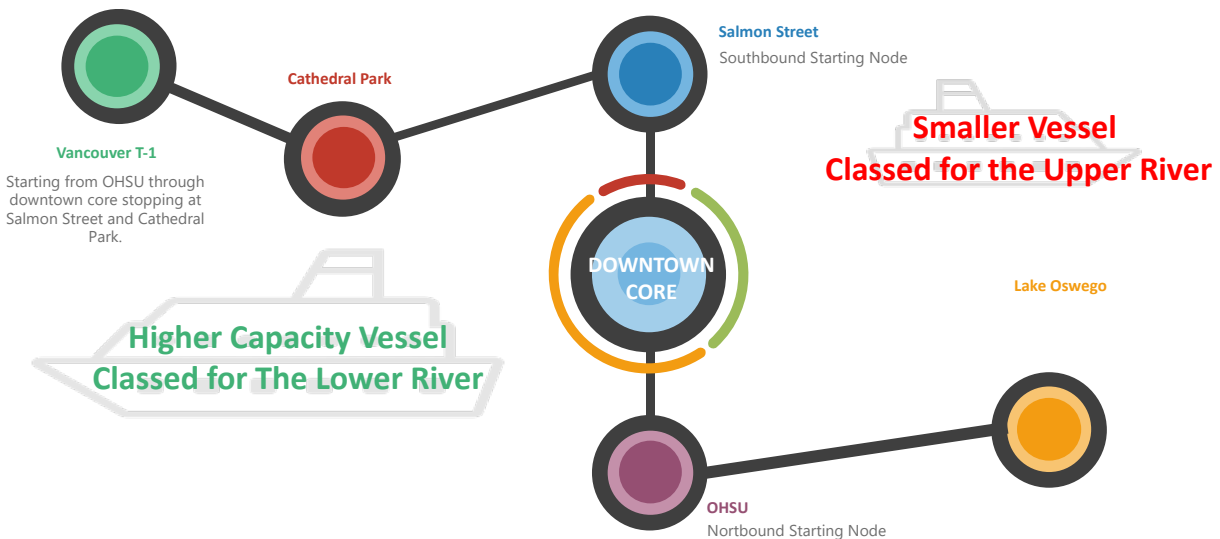 Salmon Street
Southbound Starting Node
Cathedral Park
Smaller Vessel
Classed for the Upper River
Vancouver T-1
Starting from OHSU through
downtown core stopping at
Salmon Street and Cathedral
Park.
DOWNTOWN
CORE
Lake Oswego
Higher Capacity Vessel
Classed for The Lower River
OHSU
Nortbound Starting Node